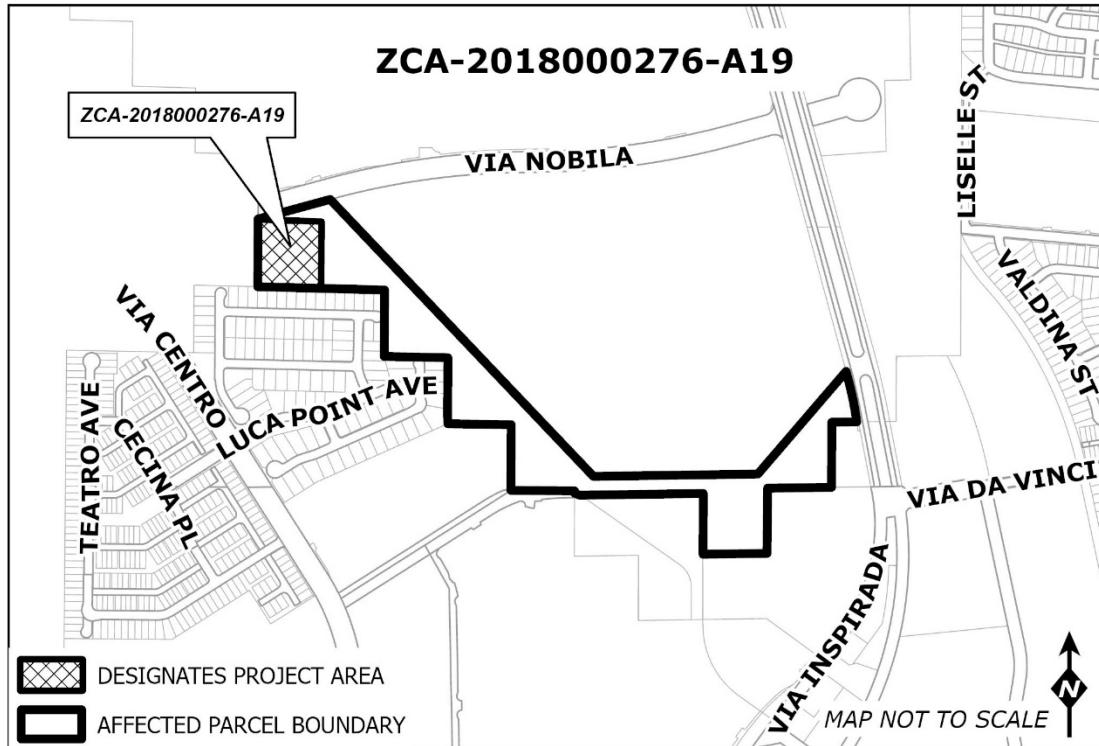 ZCA-2018000276-A19
ZCA-2018000276-A19
VIA NOBILA
LISELLE ST
VALDINA ST
VIA CENTRO
LUCA POINT AVE
TEATRO AVE
CECINA PL
VIA DA VINCI
VIA INSPIRADA
DESIGNATES PROJECT AREA
AFFECTED PARCEL BOUNDARY
N
MAP NOT TO SCALE